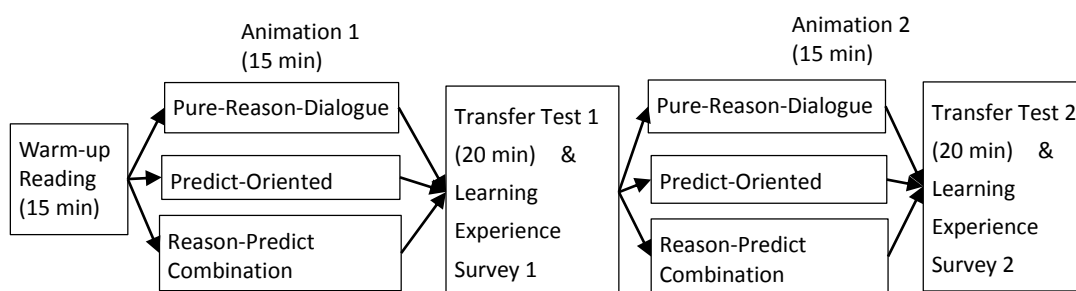 Animation 1
(15 min)
Animation 2
(15 min)
Warm-up
Reading
(15 min)
Pure-Reason-Dialogue
Predict-Oriented
Reason-Predict
Combination
Transfer Test 1
(20 min) &
Learning
Experience
Survey 1
Pure-Reason-Dialogue
Predict-Oriented
Reason-Predict
Combination
Transfer Test 2
(20 min) &
Learning
Experience
Survey 2